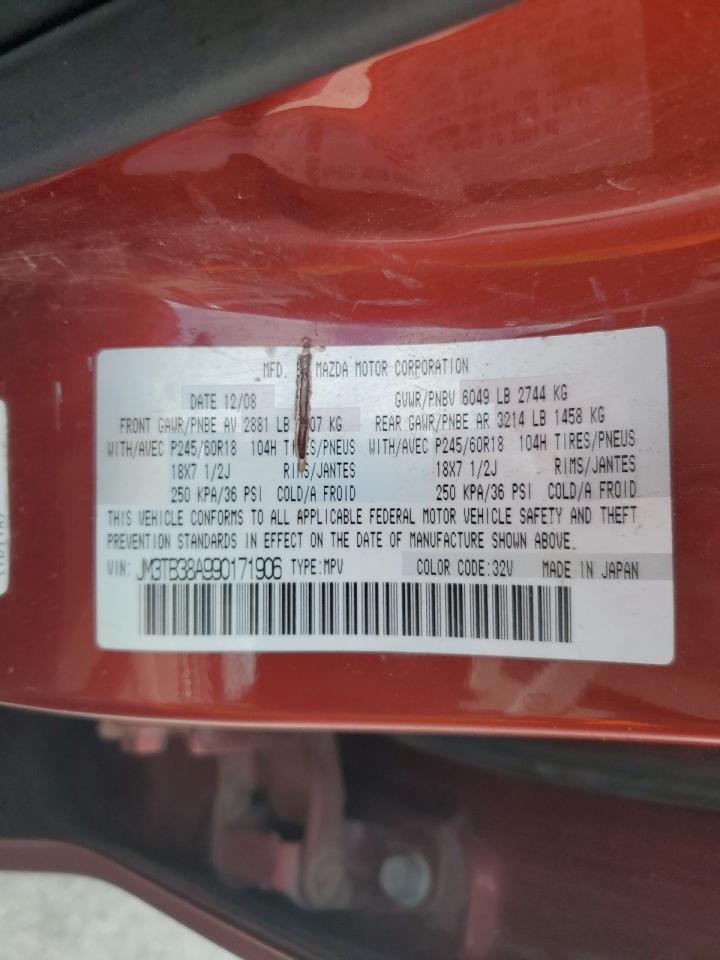 MFD. MAZDA MOTOR CORPORATION
DATE 12/08 GVWR/PNBV 6049 LB 2744 KG
FRONT GAWR/PNBE AV 2881 LB 07 KG REAR GAWR/PNBE AR 3214 LB 1458 KG
WITH/AVEC P245/60R18 104H TIRES/PNEUS WITH/AVEC P245/60R18 104H TIRES/PNEUS
18X7 1/2J RIMS/JANTES 18X7 1/2J RIMS/JANTES
250 KPA/36 PSI COLD/A FROID 250 KPA/36 PSI COLD/A FROID
THIS VEHICLE CONFORMS TO ALL APPLICABLE FEDERAL MOTOR VEHICLE SAFETY AND THEFT
PREVENTION STANDARDS IN EFFECT ON THE DATE OF MANUFACTURE SHOWN ABOVE.
VIN: JM3TB38A990171906 TYPE:MPV COLOR CODE:32V MADE IN JAPAN